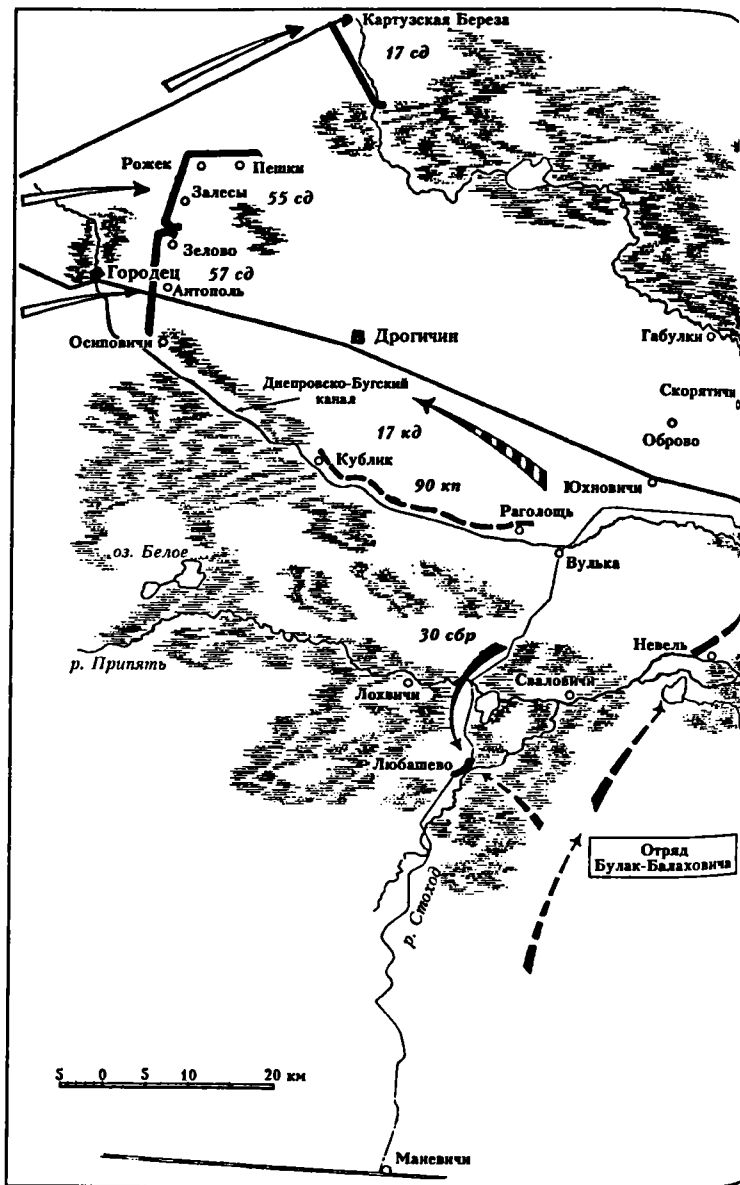 Картузская Береза
17 сд
Рожек
Пешки
Залесы
55 сд
Зелово
57 сд
Городец
Антополь
Осиповичи
Дрогичин
Габулки
Днепровско-Бугский
канал
Скорятичи
Оброво
17 кд
Кублик
90 кп
Юхновичи
Раголощь
Вулька
оз. Белое
30 сбр
р. Припять
Невель
Лохвичи
Сваловичи
Любашево
Отряд
Булак-Балаховича
р. Стоход
5 0 10 20 км
Маневичи